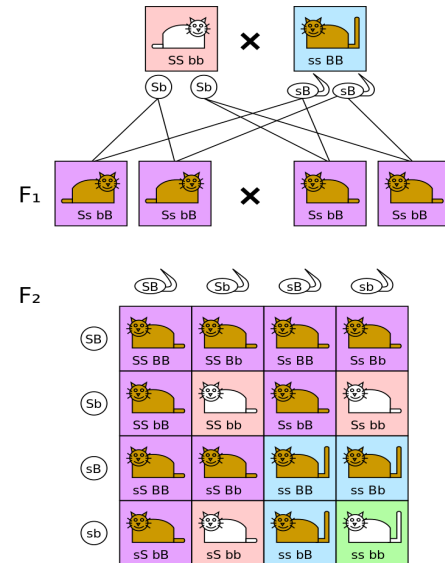 SS bb ss BB
Sb Sb sB sB
F₁
Ss bB Ss bB Ss bB Ss bB
F₂
SB Sb sB sb
SB SS BB SS Bb Ss BB Ss Bb
Sb SS bB SS bb Ss bB Ss bb
sB sS BB sS Bb ss BB ss Bb
sb sS bB sS bb ss bB ss bb